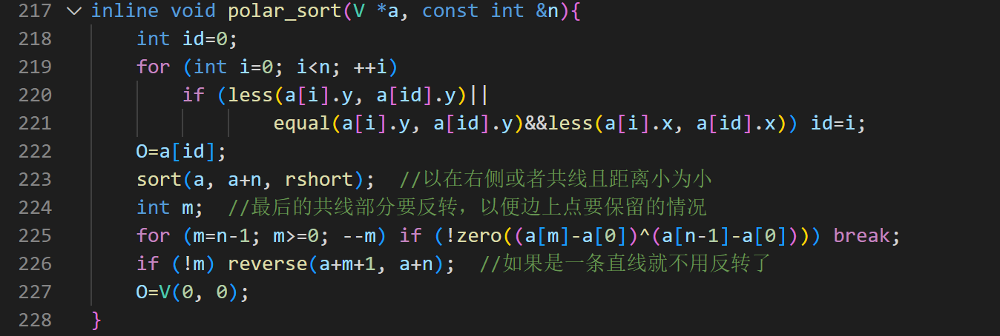 217 inline void polar_sort(V *a, const int &n){
218 int id=0;
219 for (int i=0; i<n; ++i)
220 if (less(a[i].y, a[id].y)||
221 equal(a[i].y, a[id].y)&&less(a[i].x, a[id].x)) id=i;
222 O=a[id];
223 sort(a, a+n, rshort); //以在右侧或者共线且距离小为小
224 int m; //最后的共线部分要反转，以便边上点要保留的情况
225 for (m=n-1; m>=0; --m) if (!zero((a[m]-a[0])^(a[n-1]-a[0]))) break;
226 if (!m) reverse(a+m+1, a+n); //如果是一条直线就不用反转了
227 O=V(0, 0);
228 }